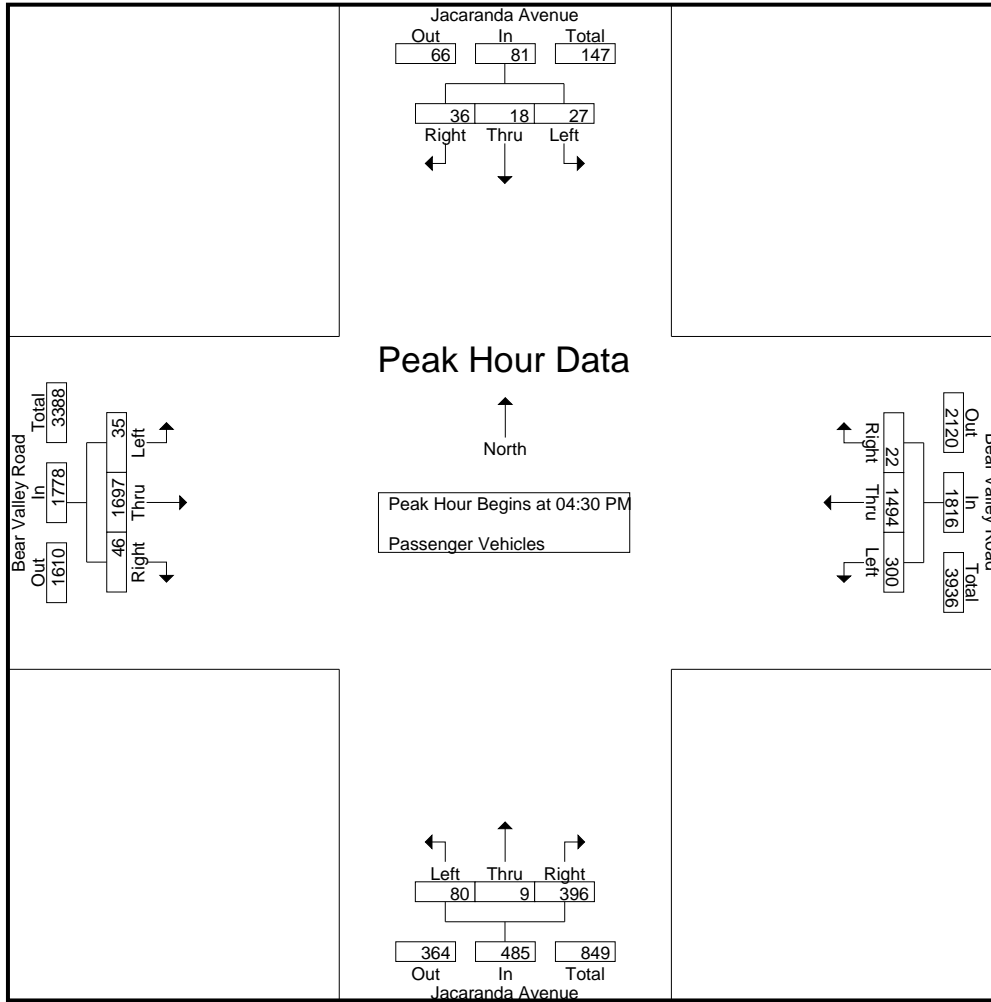 Jacaranda Avenue
Out In Total
66 81 147
36 18 27
Right Thru Left
Peak Hour Data
North
Peak Hour Begins at 04:30 PM
Passenger Vehicles
Bear Valley Road
Out In Total
1610 1778 3388
46 1697 35
Right Thru Left
Bear Valley Road
Out In Total
2120 1816 3936
22 1494 300
Right Thru Left
Left Thru Right
80 9 396
364 485 849
Out In Total
Jacaranda Avenue